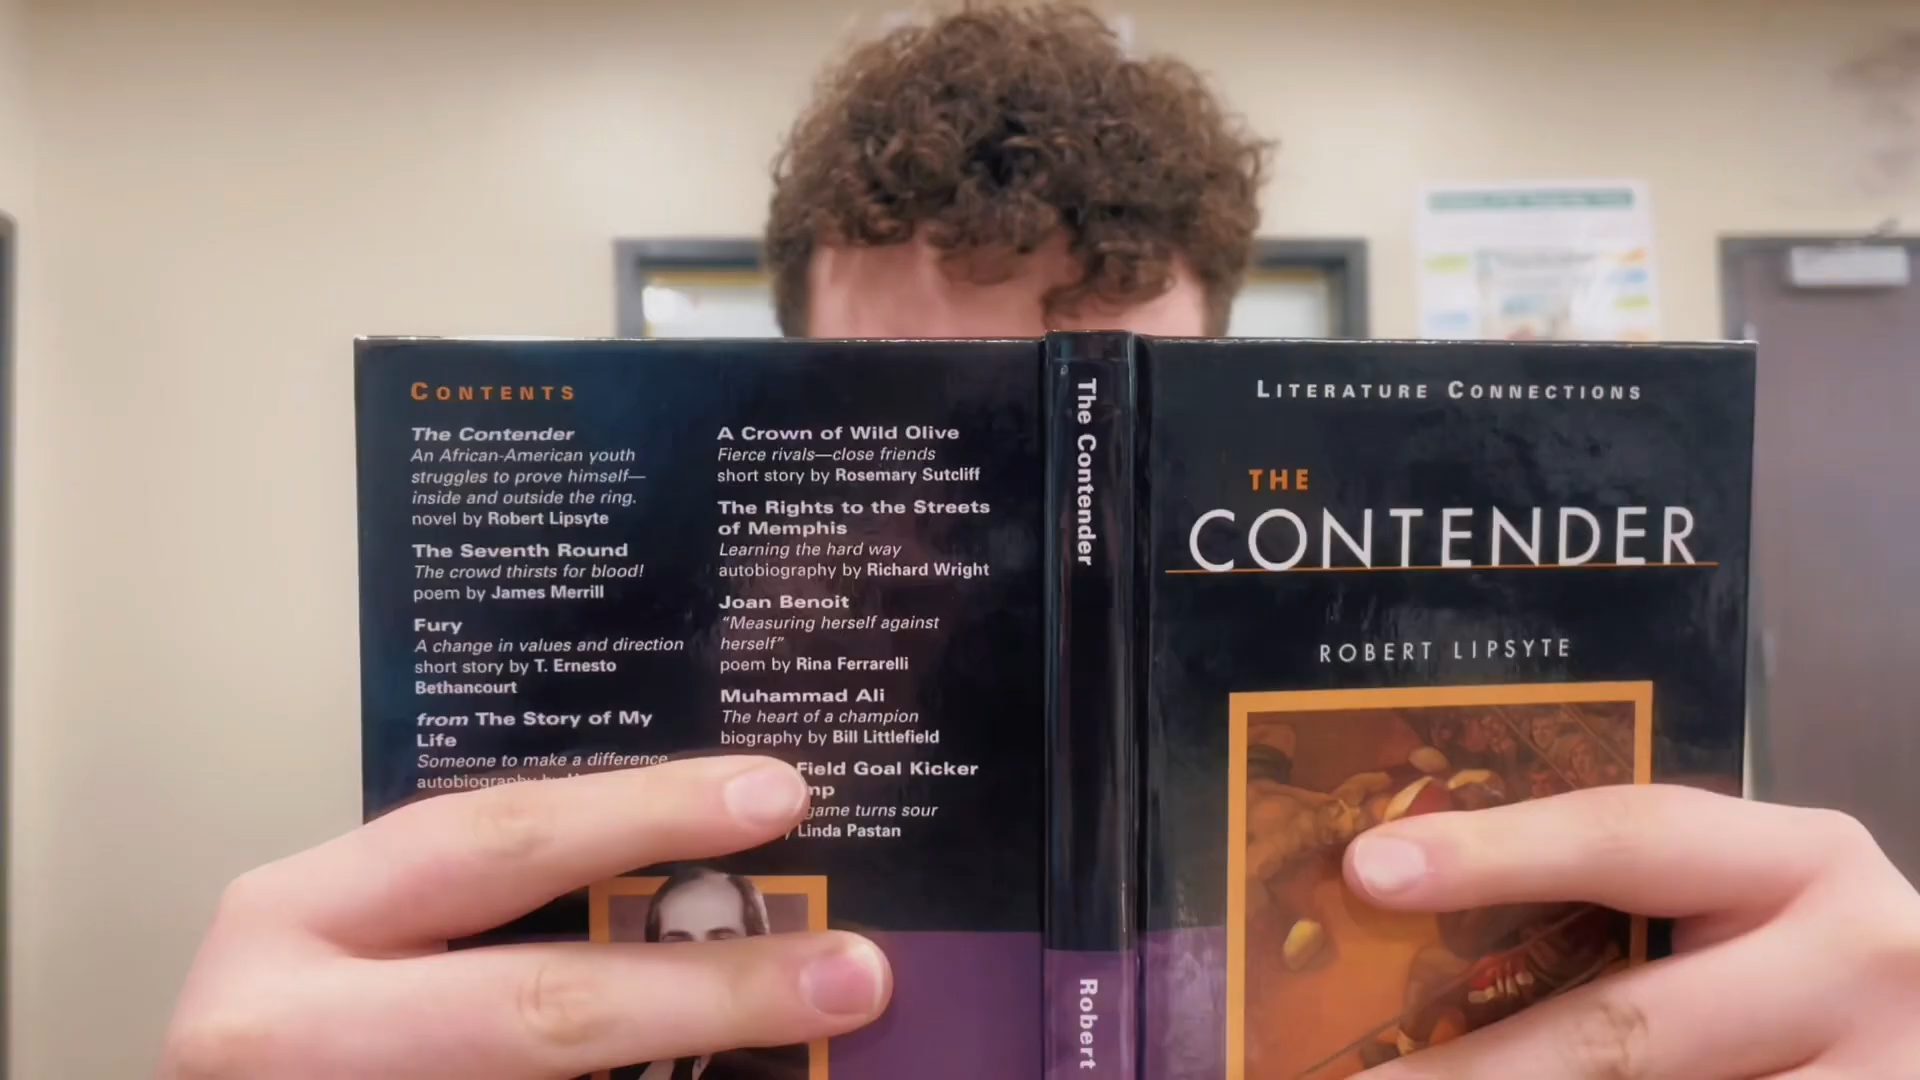 CONTENTS
The Contender
An African-American youth
struggles to prove himself—
inside and outside the ring.
novel by Robert Lipsyte
The Seventh Round
The crowd thirsts for blood!
poem by James Merrill
Fury
A change in values and direction
short story by T. Ernesto
Bethancourt
from The Story of My
Life
Someone to make a difference
autobiography by
A Crown of Wild Olive
Fierce rivals—close friends
short story by Rosemary Sutcliff
The Rights to the Streets
of Memphis
Learning the hard way
autobiography by Richard Wright
Joan Benoit
"Measuring herself against
herself"
poem by Rina Ferrarelli
Muhammad Ali
The heart of a champion
biography by Bill Littlefield
Field Goal Kicker
game turns sour
Linda Pastan
The Contender
Robert
LITERATURE CONNECTIONS
THE
CONTENDER
ROBERT LIPSYTE